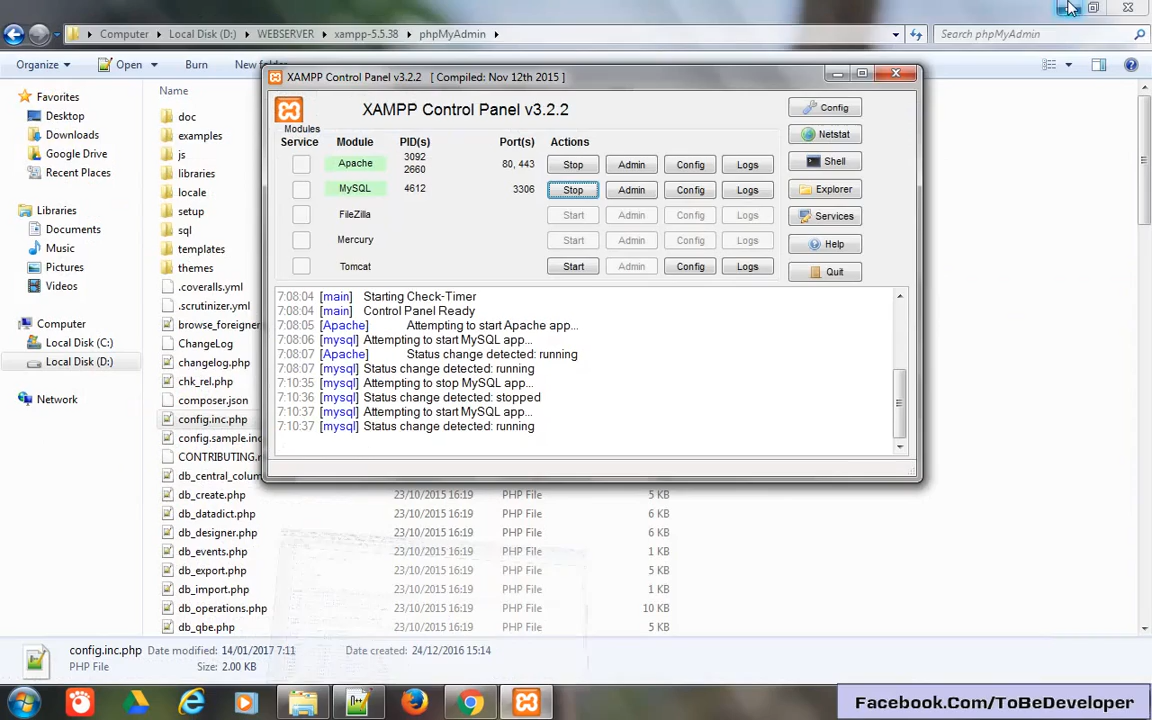 Computer Local Disk (D:) WEBSERVER xampp-5.5.38 phpMyAdmin
Search phpMyAdmin
Organize Open Burn New folde
Favorites
Desktop
Downloads
Google Drive
Recent Places
Libraries
Documents
Music
Pictures
Videos
Computer
Local Disk (C:)
Local Disk (D:)
Network
Name
doc
examples
js
libraries
locale
setup
sql
templates
themes
.coveralls.yml
.scrutinizer.yml
browse_foreigner
ChangeLog
changelog.php
chk_rel.php
composer.json
config.inc.php
config.sample.inc
CONTRIBUTING.
db_central_colum
db_create.php 23/10/2015 16:19 PHP File 5 KB
db_datadict.php 23/10/2015 16:19 PHP File 6 KB
db_designer.php 23/10/2015 16:19 PHP File 6 KB
db_events.php 23/10/2015 16:19 PHP File 1 KB
db_export.php 23/10/2015 16:19 PHP File 5 KB
db_import.php 23/10/2015 16:19 PHP File 1 KB
db_operations.php 23/10/2015 16:19 PHP File 10 KB
db_qbe.php 23/10/2015 16:19 PHP File 5 KB
XAMPP Control Panel v3.2.2 [ Compiled: Nov 12th 2015 ]
XAMPP Control Panel v3.2.2
Modules
Service Module PID(s) Port(s) Actions
Apache 3092 2660 80, 443 Stop Admin Config Logs
MySQL 4612 3306 Stop Admin Config Logs
FileZilla Start Admin Config Logs
Mercury Start Admin Config Logs
Tomcat Start Admin Config Logs
Config
Netstat
Shell
Explorer
Services
Help
Quit
7:08:04 [main] Starting Check-Timer
7:08:04 [main] Control Panel Ready
7:08:05 [Apache] Attempting to start Apache app...
7:08:06 [mysql] Attempting to start MySQL app...
7:08:07 [Apache] Status change detected: running
7:08:07 [mysql] Status change detected: running
7:10:35 [mysql] Attempting to stop MySQL app...
7:10:36 [mysql] Status change detected: stopped
7:10:37 [mysql] Attempting to start MySQL app...
7:10:37 [mysql] Status change detected: running
config.inc.php Date modified: 14/01/2017 7:11 Date created: 24/12/2016 15:14
PHP File Size: 2.00 KB
Facebook.Com/ToBeDeveloper